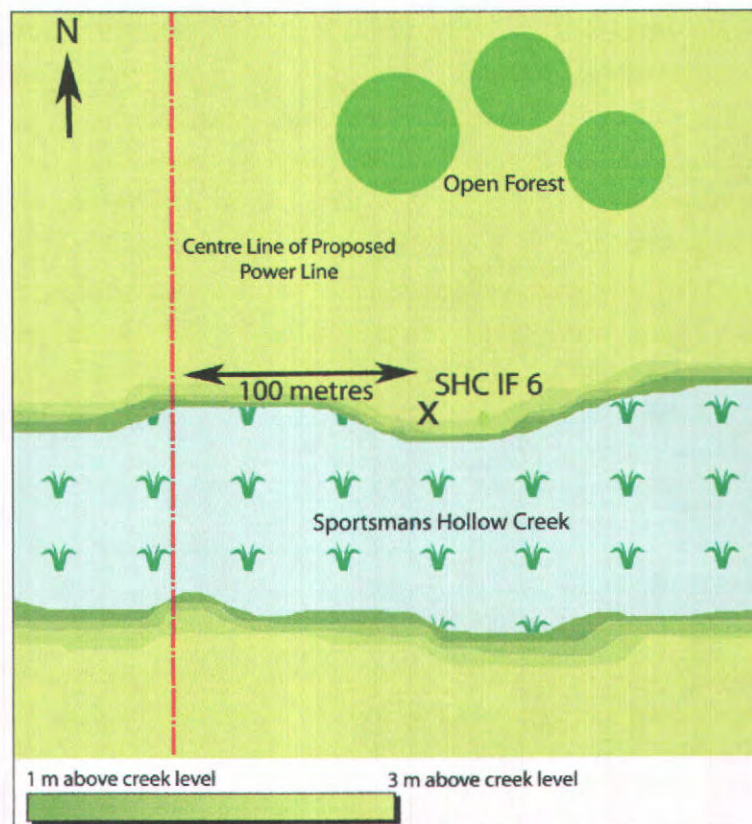 N
Open Forest
Centre Line of Proposed
Power Line
100 metres
SHC IF 6
X
Sportsmans Hollow Creek
1 m above creek level
3 m above creek level